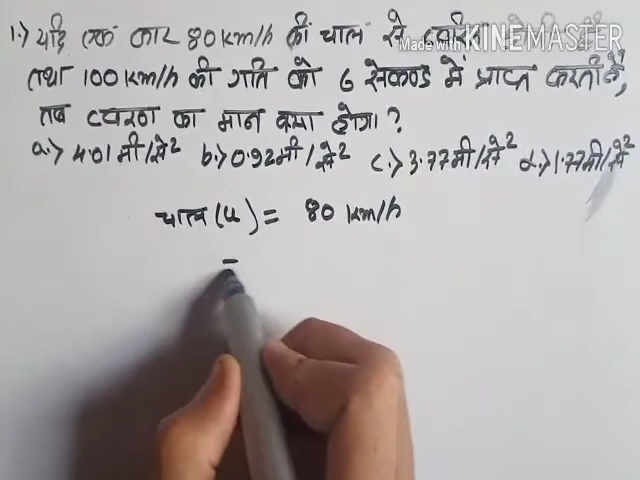 1.> यदि एक कार 80 km/h की चाल से त्वरित
Made with KINEMASTER
तथा 100 km/h की गति को 6 सेकण्ड में प्राप्त करती है,
तब त्वरण का मान क्या होगा?
a.> 4.01 मी/से² b.> 0.92 मी/से² c.> 3.77 मी/से² d.> 1.77 मी/से²
चाल (u) = 80 km/h
=